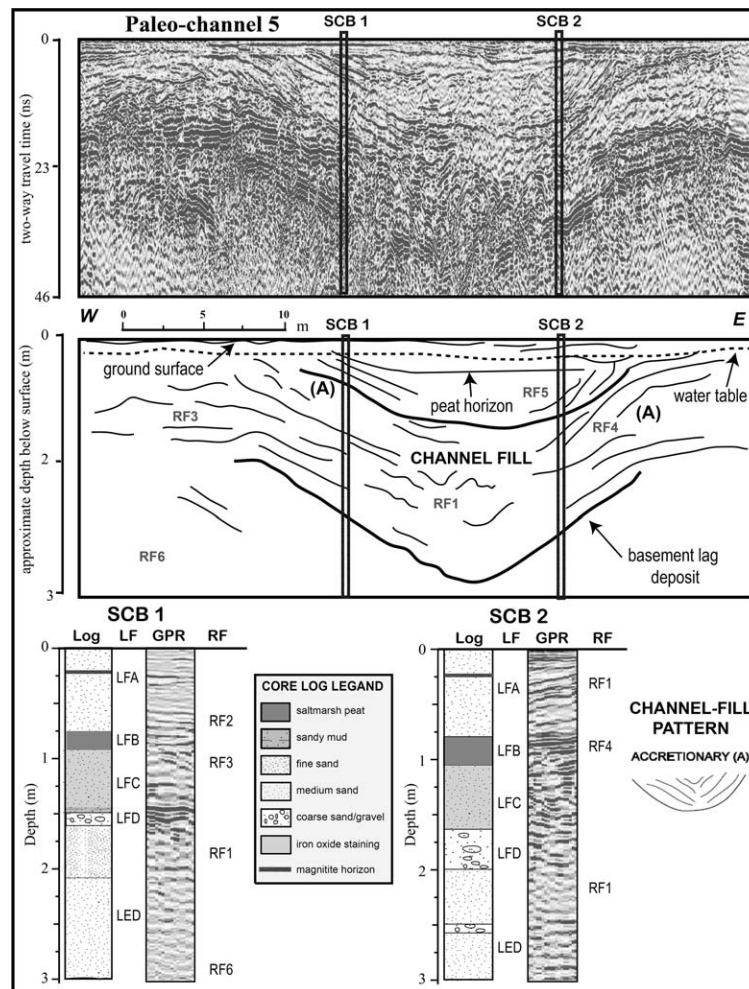 Paleo-channel 5
SCB 1
SCB 2
0
23
46
two-way travel time (ns)
W
0 5 10
m
SCB 1
SCB 2
E
0
2
3
approximate depth below surface (m)
ground surface
(A)
peat horizon
RF5
(A)
water table
RF3
RF4
CHANNEL FILL
RF1
RF6
basement lag
deposit
SCB 1
Log LF GPR RF
0
1
2
3
Depth (m)
LFA
LFB
LFC
LFD
LED
RF2
RF3
RF1
RF6
CORE LOG LEGAND
saltmarsh peat
sandy mud
fine sand
medium sand
coarse sand/gravel
iron oxide staining
magnitite horizon
SCB 2
Log LF GPR RF
0
1
2
3
Depth (m)
LFA
LFB
LFC
LFD
LED
RF1
RF4
RF1
CHANNEL-FILL
PATTERN
ACCRETIONARY (A)